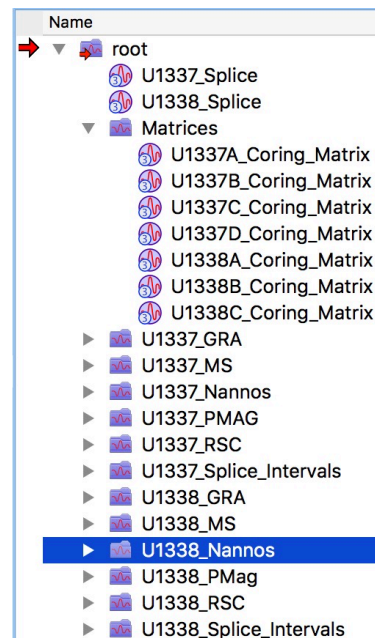 Name
root
U1337_Splice
U1338_Splice
Matrices
U1337A_Coring_Matrix
U1337B_Coring_Matrix
U1337C_Coring_Matrix
U1337D_Coring_Matrix
U1338A_Coring_Matrix
U1338B_Coring_Matrix
U1338C_Coring_Matrix
U1337_GRA
U1337_MS
U1337_Nannos
U1337_PMAG
U1337_RSC
U1337_Splice_Intervals
U1338_GRA
U1338_MS
U1338_Nannos
U1338_PMag
U1338_RSC
U1338_Splice_Intervals